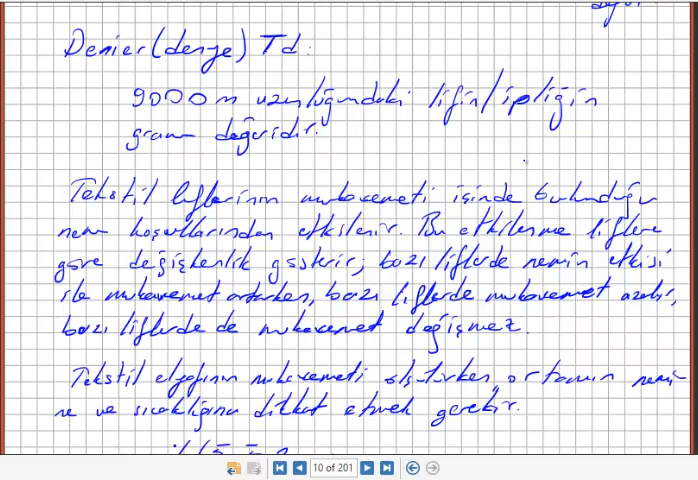 Denier (denye) Td:
9000 m uzunluğundaki lifin/ipliğin
gram değeridir.
Tekstil liflerinin mukavemeti içinde bulunduğu
nem koşullarından etkilenir. Bu etkilenme liflere
göre değişkenlik gösterir; bazı liflerde nemin etkisi
ile mukavemet artarken, bazı liflerde mukavemet azalır,
bazı liflerde de mukavemet değişmez.
Tekstil elyafının mukavemeti ölçülürken ortamın nemi-
ne ve sıcaklığına dikkat etmek gerekir.
10 of 201